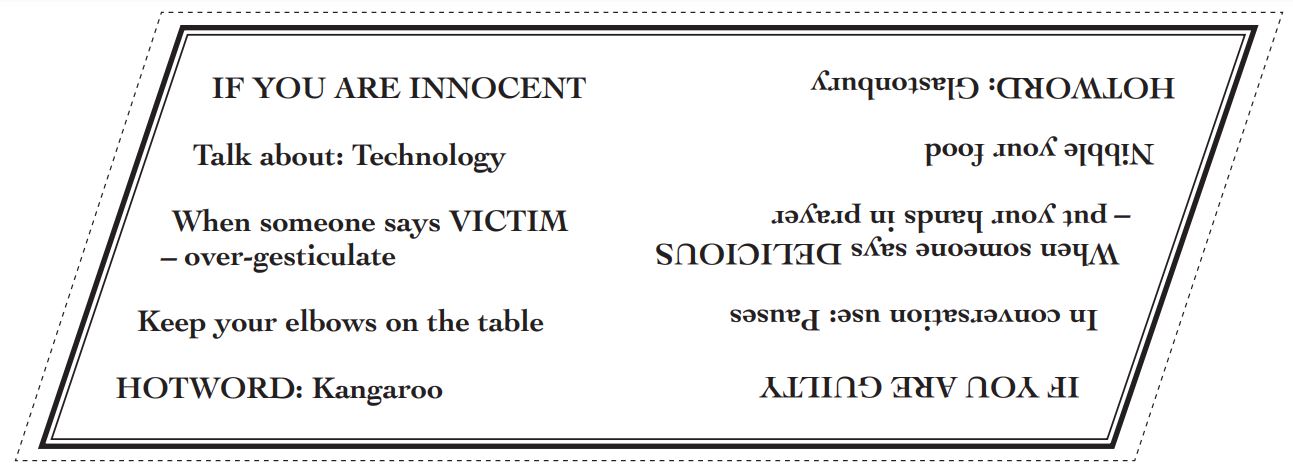 IF YOU ARE INNOCENT
Talk about: Technology
When someone says VICTIM
– over-gesticulate
Keep your elbows on the table
HOTWORD: Kangaroo
IF YOU ARE GUILTY
In conversation use: Pauses
When someone says DELICIOUS
– put your hands in prayer
Nibble your food
HOTWORD: Glastonbury